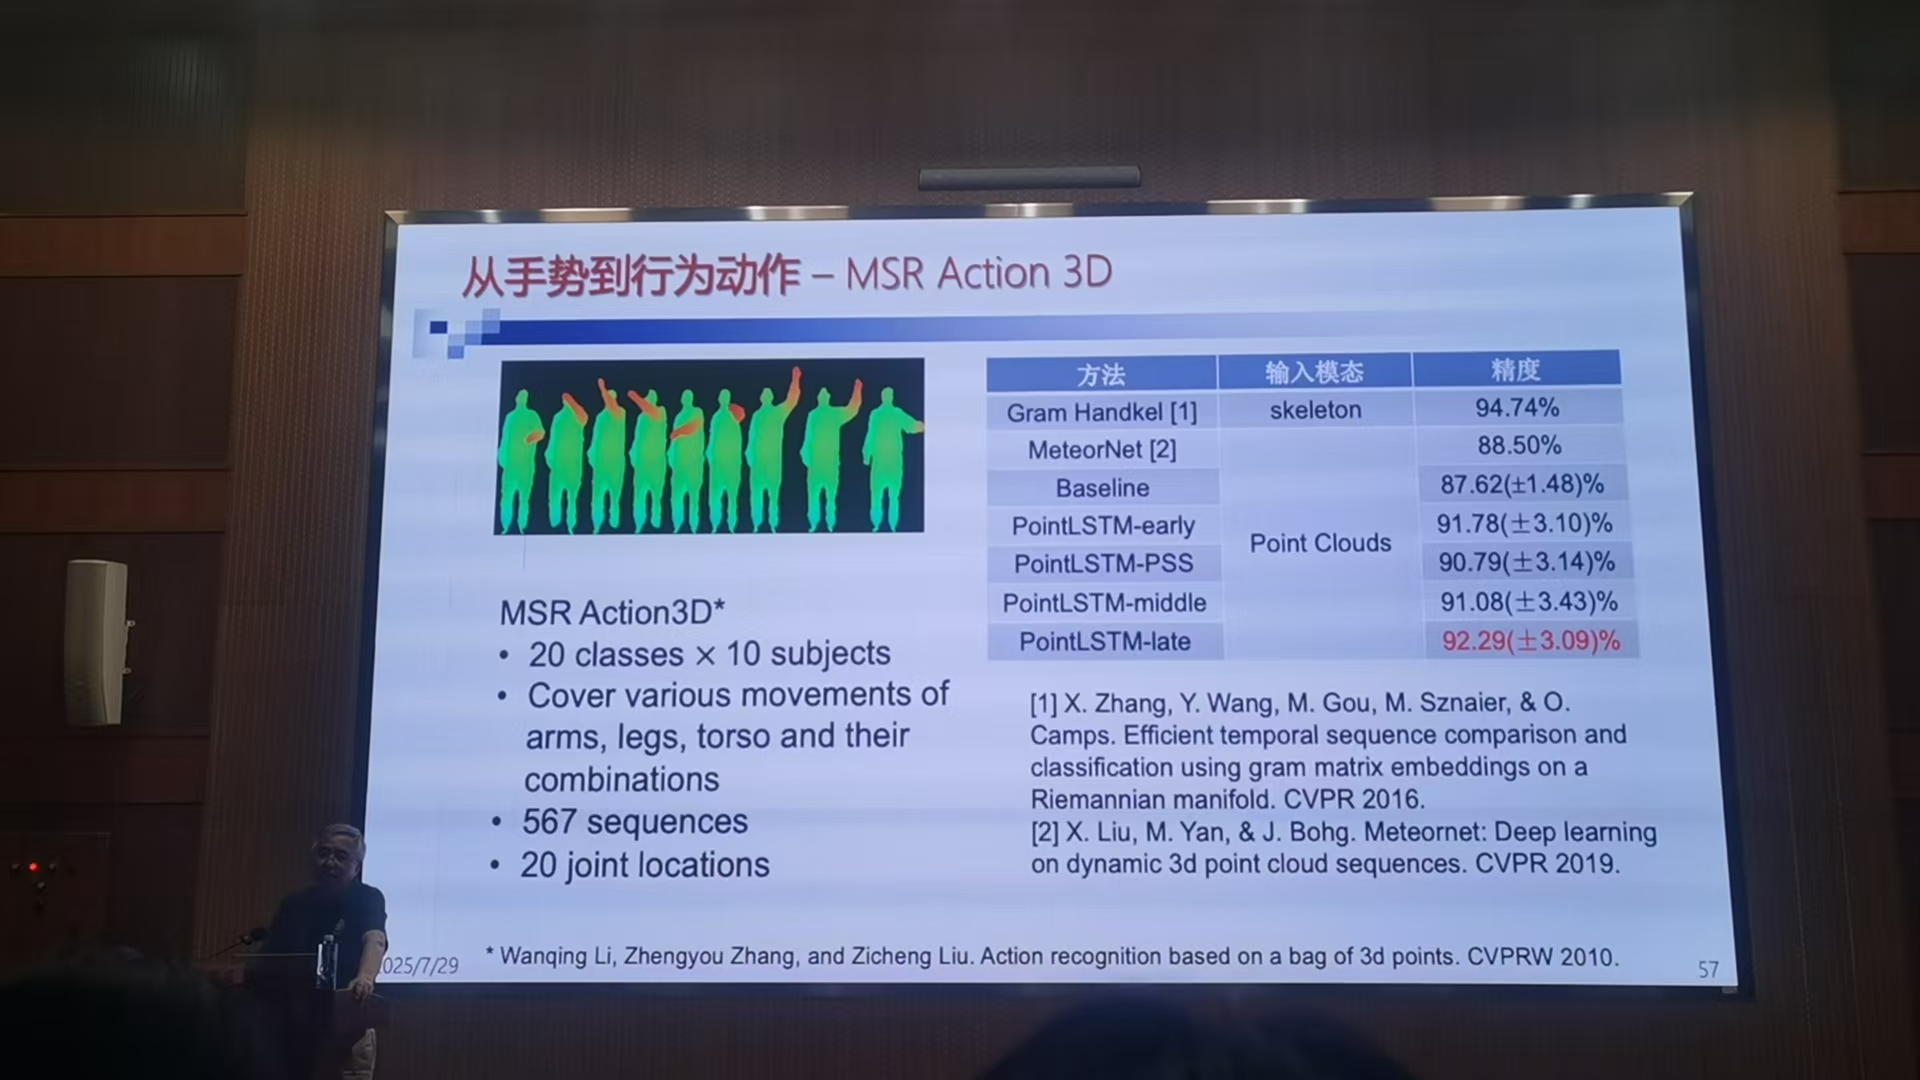 从手势到行为动作 – MSR Action 3D
MSR Action3D*
• 20 classes × 10 subjects
• Cover various movements of
arms, legs, torso and their
combinations
• 567 sequences
• 20 joint locations
方法 输入模态 精度
Gram Handkel [1] skeleton 94.74%
MeteorNet [2] 88.50%
Baseline 87.62(±1.48)%
PointLSTM-early 91.78(±3.10)%
Point Clouds
PointLSTM-PSS 90.79(±3.14)%
PointLSTM-middle 91.08(±3.43)%
PointLSTM-late 92.29(±3.09)%
[1] X. Zhang, Y. Wang, M. Gou, M. Sznaier, & O.
Camps. Efficient temporal sequence comparison and
classification using gram matrix embeddings on a
Riemannian manifold. CVPR 2016.
[2] X. Liu, M. Yan, & J. Bohg. Meteornet: Deep learning
on dynamic 3d point cloud sequences. CVPR 2019.
* Wanqing Li, Zhengyou Zhang, and Zicheng Liu. Action recognition based on a bag of 3d points. CVPRW 2010.
025/7/29
57